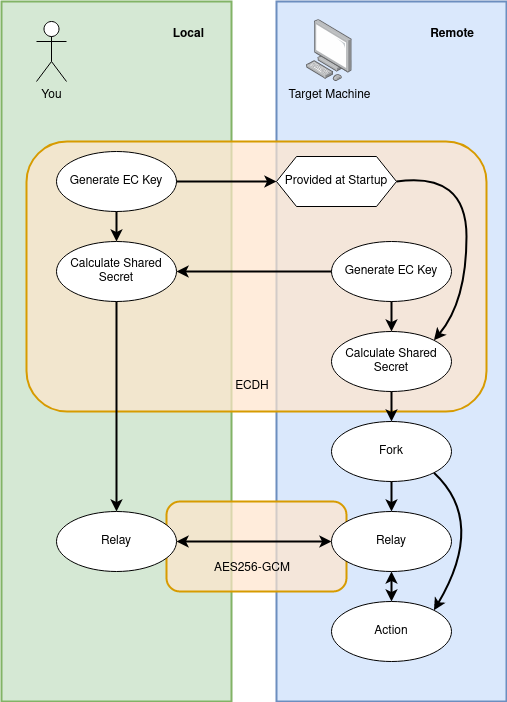 Local
Remote
You
Target Machine
Generate EC Key
Provided at Startup
Calculate Shared
Secret
Generate EC Key
Calculate Shared
Secret
ECDH
Fork
Relay
Relay
AES256-GCM
Action